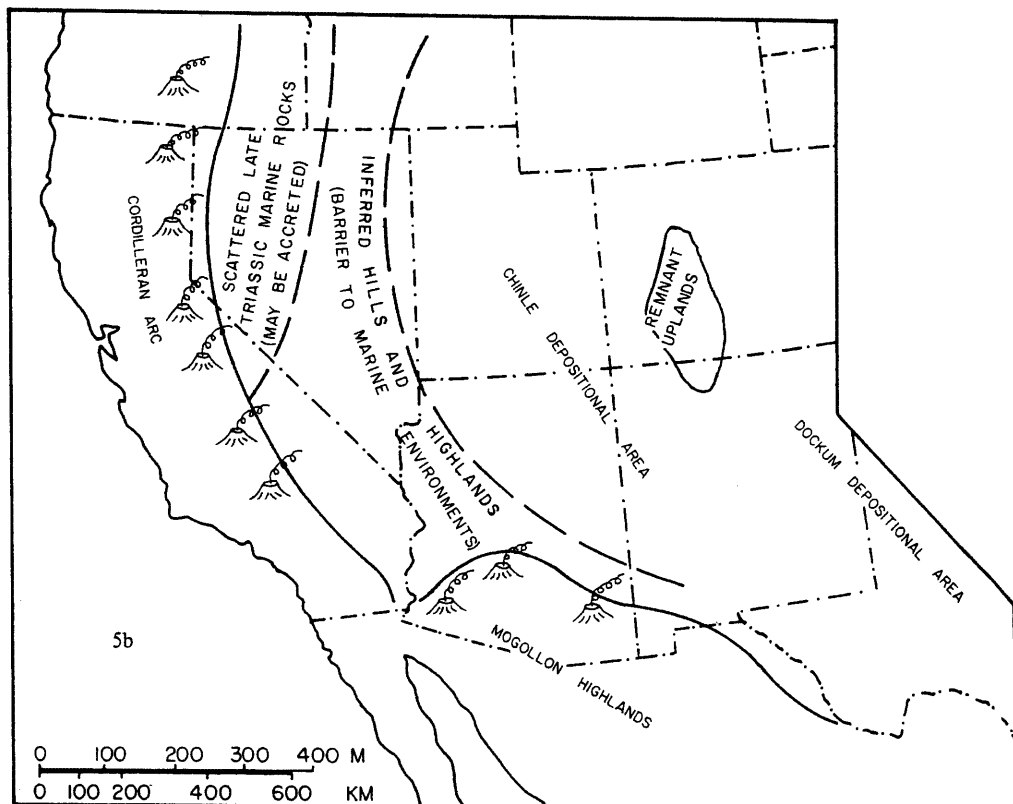 SCATTERED LATE
TRIASSIC MARINE ROCKS
(MAY BE ACCRETED)
INFERRED HILLS AND
HIGHLANDS
(BARRIER TO MARINE
ENVIRONMENTS)
CORDILLERAN ARC
CHINLE DEPOSITIONAL AREA
REMNANT
UPLANDS
DOCKUM DEPOSITIONAL AREA
MOGOLLON HIGHLANDS
5b
0 100 200 300 400 M
0 100 200 400 600 KM